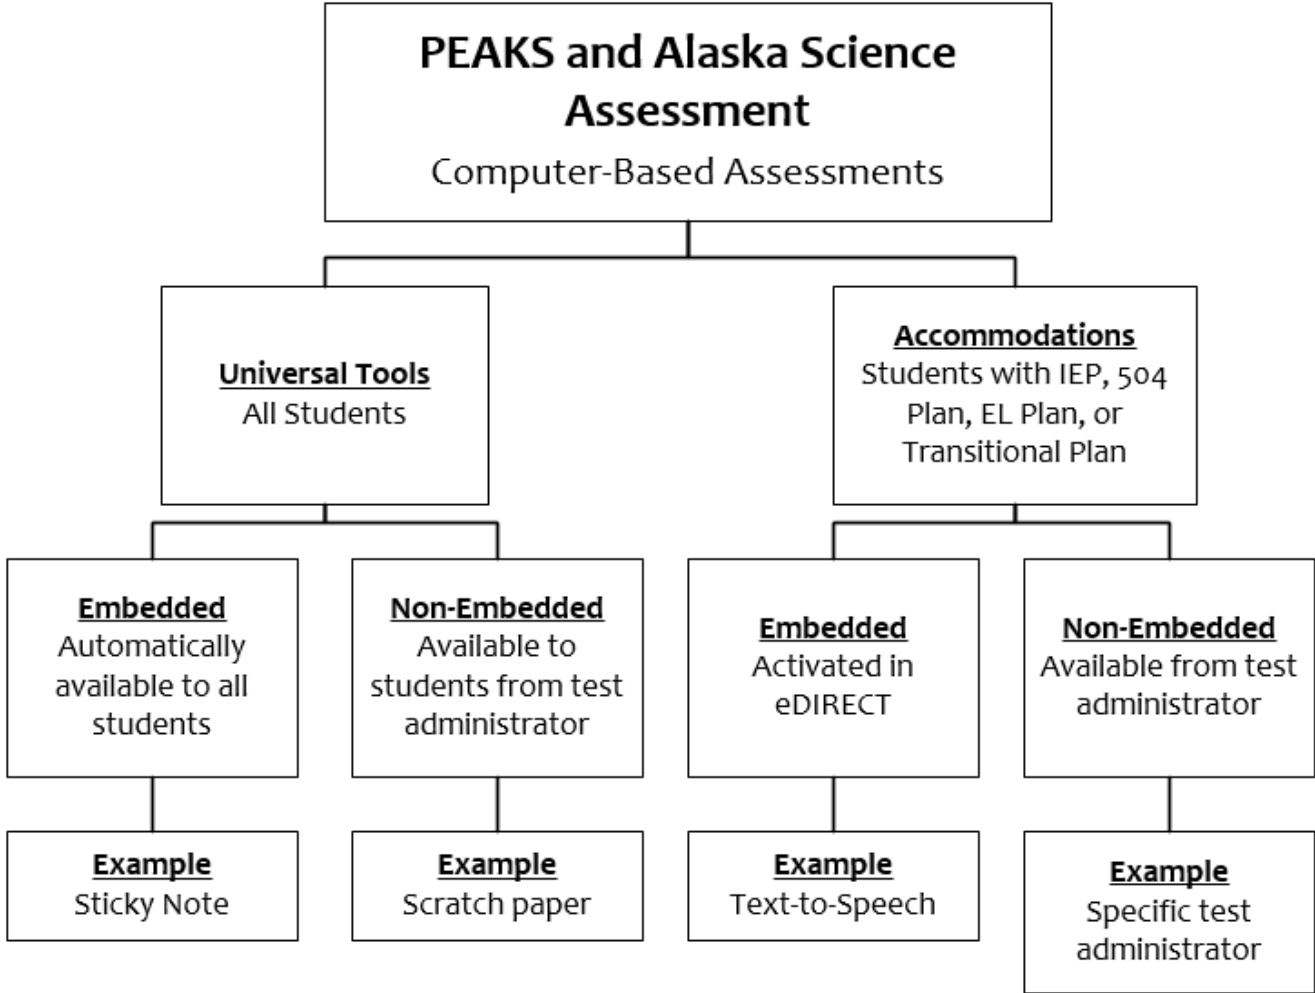 PEAKS and Alaska Science
Assessment
Computer-Based Assessments
Universal Tools
All Students
Accommodations
Students with IEP, 504
Plan, EL Plan, or
Transitional Plan
Embedded
Automatically
available to all
students
Non-Embedded
Available to
students from test
administrator
Embedded
Activated in
eDIRECT
Non-Embedded
Available from test
administrator
Example
Sticky Note
Example
Scratch paper
Example
Text-to-Speech
Example
Specific test
administrator